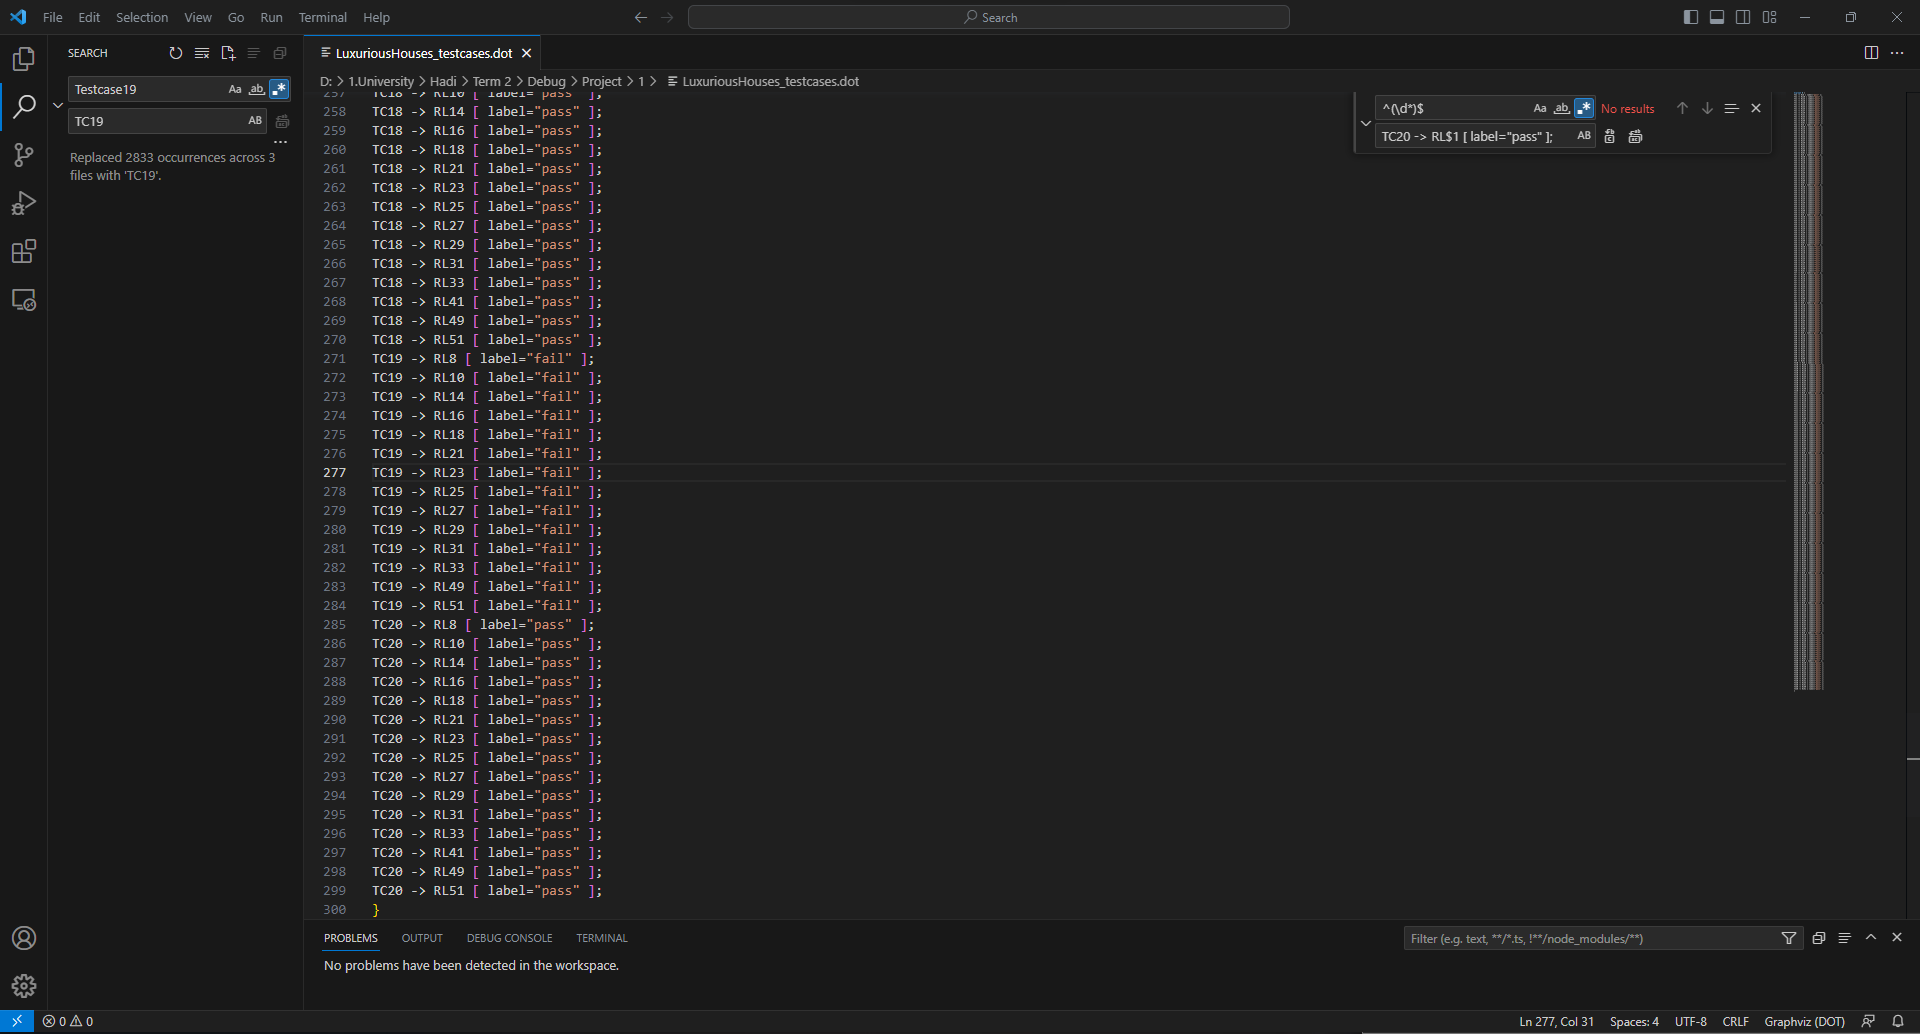 File Edit Selection View Go Run Terminal Help
Search
SEARCH
Testcase19 Aa ab .*
TC19 AB
Replaced 2833 occurrences across 3
files with 'TC19'.
LuxuriousHouses_testcases.dot
D: > 1.University > Hadi > Term 2 > Debug > Project > 1 > LuxuriousHouses_testcases.dot
^(\d*)$ Aa ab .* No results
TC20 -> RL$1 [ label="pass" ]; AB
257 TC18 -> RL10 [ label="pass" ];
258 TC18 -> RL14 [ label="pass" ];
259 TC18 -> RL16 [ label="pass" ];
260 TC18 -> RL18 [ label="pass" ];
261 TC18 -> RL21 [ label="pass" ];
262 TC18 -> RL23 [ label="pass" ];
263 TC18 -> RL25 [ label="pass" ];
264 TC18 -> RL27 [ label="pass" ];
265 TC18 -> RL29 [ label="pass" ];
266 TC18 -> RL31 [ label="pass" ];
267 TC18 -> RL33 [ label="pass" ];
268 TC18 -> RL41 [ label="pass" ];
269 TC18 -> RL49 [ label="pass" ];
270 TC18 -> RL51 [ label="pass" ];
271 TC19 -> RL8 [ label="fail" ];
272 TC19 -> RL10 [ label="fail" ];
273 TC19 -> RL14 [ label="fail" ];
274 TC19 -> RL16 [ label="fail" ];
275 TC19 -> RL18 [ label="fail" ];
276 TC19 -> RL21 [ label="fail" ];
277 TC19 -> RL23 [ label="fail" ];
278 TC19 -> RL25 [ label="fail" ];
279 TC19 -> RL27 [ label="fail" ];
280 TC19 -> RL29 [ label="fail" ];
281 TC19 -> RL31 [ label="fail" ];
282 TC19 -> RL33 [ label="fail" ];
283 TC19 -> RL49 [ label="fail" ];
284 TC19 -> RL51 [ label="fail" ];
285 TC20 -> RL8 [ label="pass" ];
286 TC20 -> RL10 [ label="pass" ];
287 TC20 -> RL14 [ label="pass" ];
288 TC20 -> RL16 [ label="pass" ];
289 TC20 -> RL18 [ label="pass" ];
290 TC20 -> RL21 [ label="pass" ];
291 TC20 -> RL23 [ label="pass" ];
292 TC20 -> RL25 [ label="pass" ];
293 TC20 -> RL27 [ label="pass" ];
294 TC20 -> RL29 [ label="pass" ];
295 TC20 -> RL31 [ label="pass" ];
296 TC20 -> RL33 [ label="pass" ];
297 TC20 -> RL41 [ label="pass" ];
298 TC20 -> RL49 [ label="pass" ];
299 TC20 -> RL51 [ label="pass" ];
300 }
PROBLEMS OUTPUT DEBUG CONSOLE TERMINAL
Filter (e.g. text, **/*.ts, !**/node_modules/**)
No problems have been detected in the workspace.
0 0
Ln 277, Col 31 Spaces: 4 UTF-8 CRLF Graphviz (DOT)